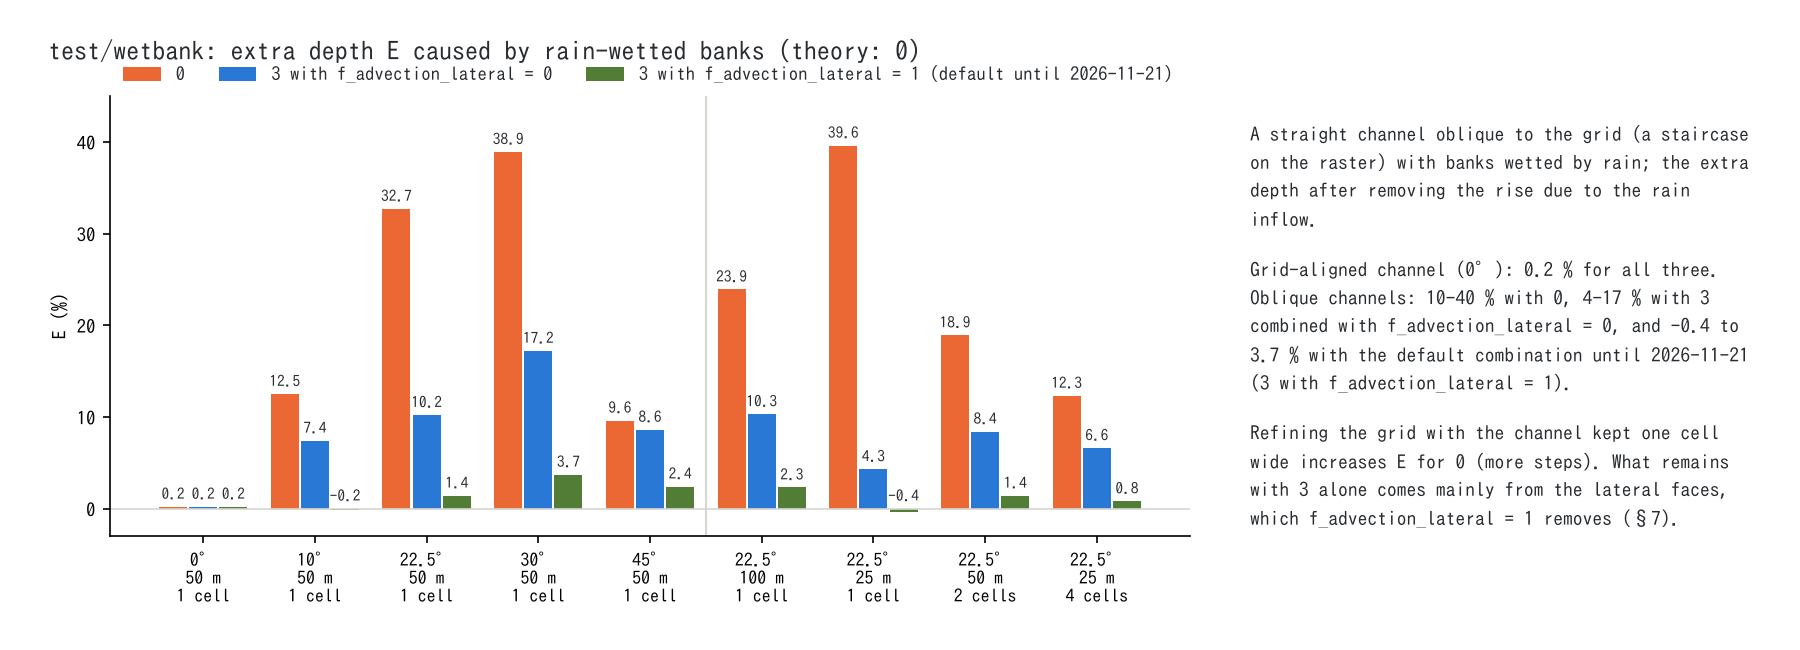 test/wetbank: extra depth E caused by rain-wetted banks (theory: 0)
0
3 with f_advection_lateral = 0
3 with f_advection_lateral = 1 (default until 2026-11-21)
E (%)
40
30
20
10
0
0.2 0.2 0.2
12.5
7.4
-0.2
32.7
10.2
1.4
38.9
17.2
3.7
9.6
8.6
2.4
23.9
10.3
2.3
39.6
4.3
-0.4
18.9
8.4
1.4
12.3
6.6
0.8
0°
50 m
1 cell
10°
50 m
1 cell
22.5°
50 m
1 cell
30°
50 m
1 cell
45°
50 m
1 cell
22.5°
100 m
1 cell
22.5°
25 m
1 cell
22.5°
50 m
2 cells
22.5°
25 m
4 cells
A straight channel oblique to the grid (a staircase
on the raster) with banks wetted by rain; the extra
depth after removing the rise due to the rain
inflow.
Grid-aligned channel (0° ): 0.2 % for all three.
Oblique channels: 10-40 % with 0, 4-17 % with 3
combined with f_advection_lateral = 0, and -0.4 to
3.7 % with the default combination until 2026-11-21
(3 with f_advection_lateral = 1).
Refining the grid with the channel kept one cell
wide increases E for 0 (more steps). What remains
with 3 alone comes mainly from the lateral faces,
which f_advection_lateral = 1 removes (§7).